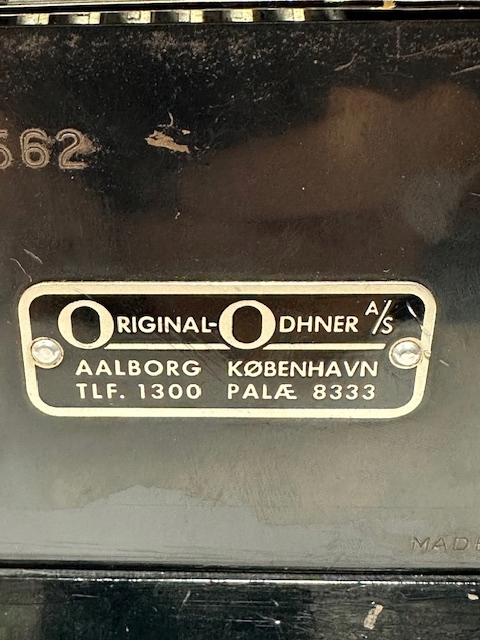 562
ORIGINAL-ODHNER A/S
AALBORG KØBENHAVN
TLF. 1300 PALÆ 8333
MADE